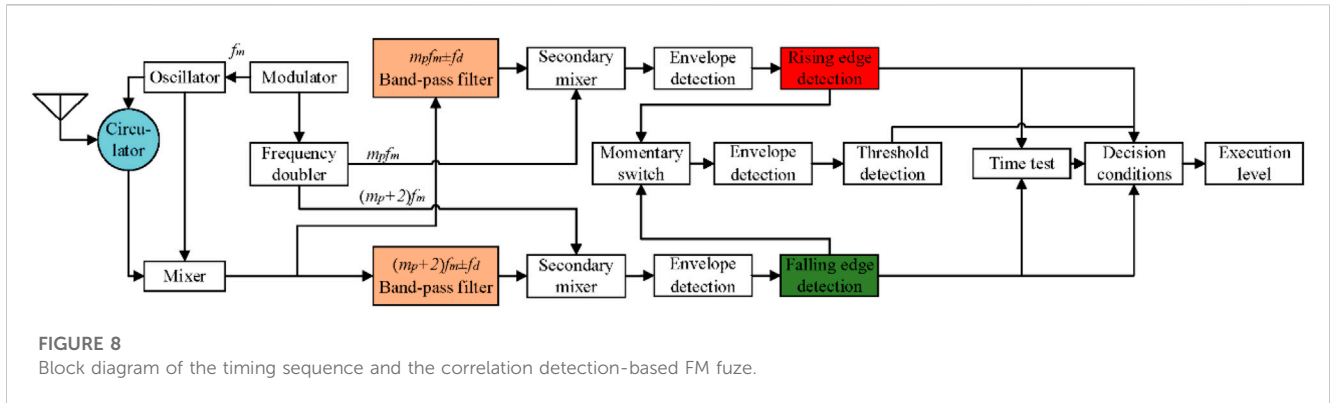 fm
mpfm±fd
Band-pass filter
Secondary
mixer
Envelope
detection
Rising edge
detection
Oscillator
Modulator
Circu-
lator
Frequency
doubler
mpfm
(mp+2)fm
Momentary
switch
Envelope
detection
Threshold
detection
Time test
Decision
conditions
Execution
level
Mixer
(mp+2)fm±fd
Band-pass filter
Secondary
mixer
Envelope
detection
Falling edge
detection
FIGURE 8
Block diagram of the timing sequence and the correlation detection-based FM fuze.